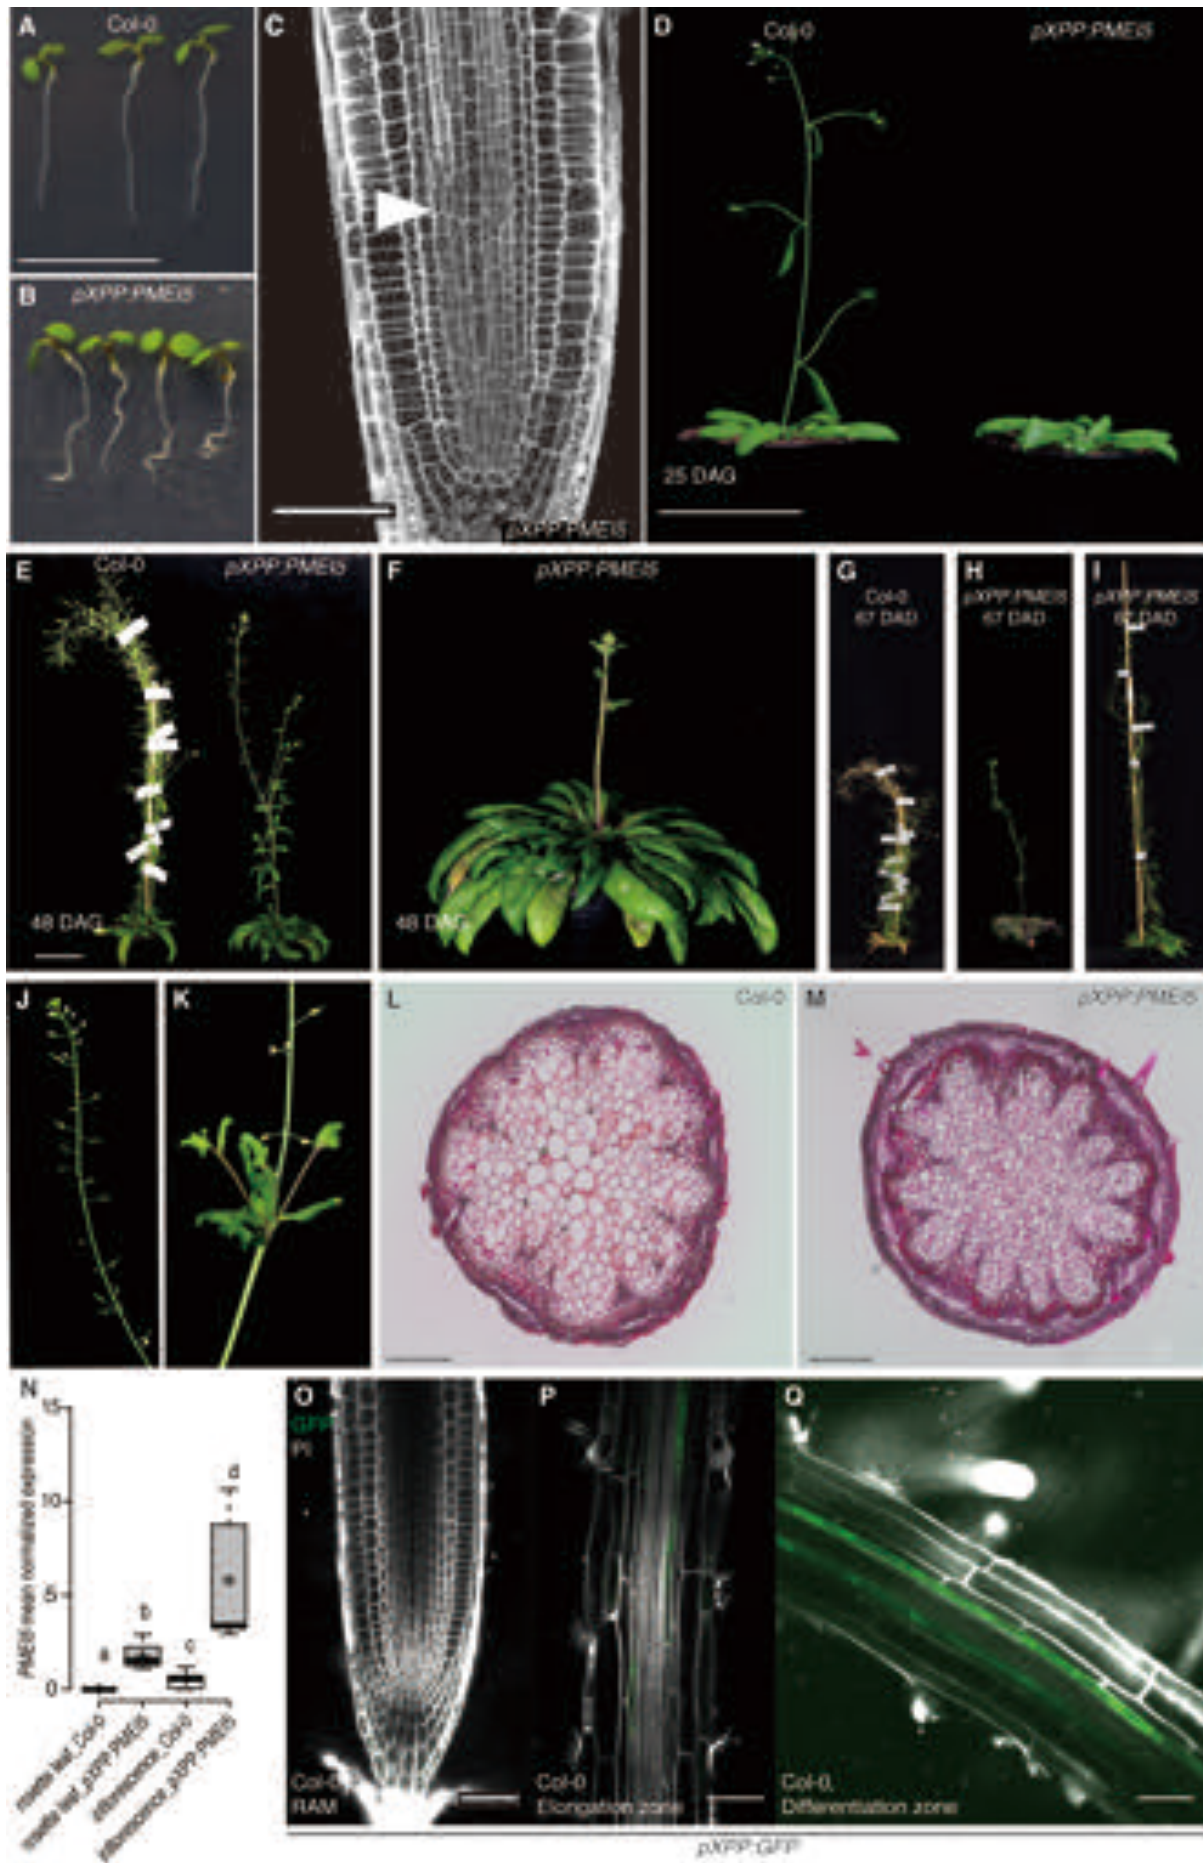 A
Col-0
B
pXPP:PMEI5
C
pXPP:PMEI5
D
Col-0
pXPP:PMEI5
25 DAG
E
Col-0
pXPP:PMEI5
48 DAG
F
pXPP:PMEI5
48 DAG
G
Col-0
67 DAD
H
pXPP:PMEI5
67 DAD
I
pXPP:PMEI5
67 DAD
J
K
L
Col-0
M
pXPP:PMEI5
N
PMEI5 mean normalized expression
15
10
5
0
a
b
c
d
rosette leaf_Col-0
rosette leaf_pXPP:PMEI5
inflorescence_Col-0
inflorescence_pXPP:PMEI5
O
GFP
PI
Col-0
RAM
P
Col-0
Elongation zone
Q
Col-0,
Differentiation zone
pXPP:GFP